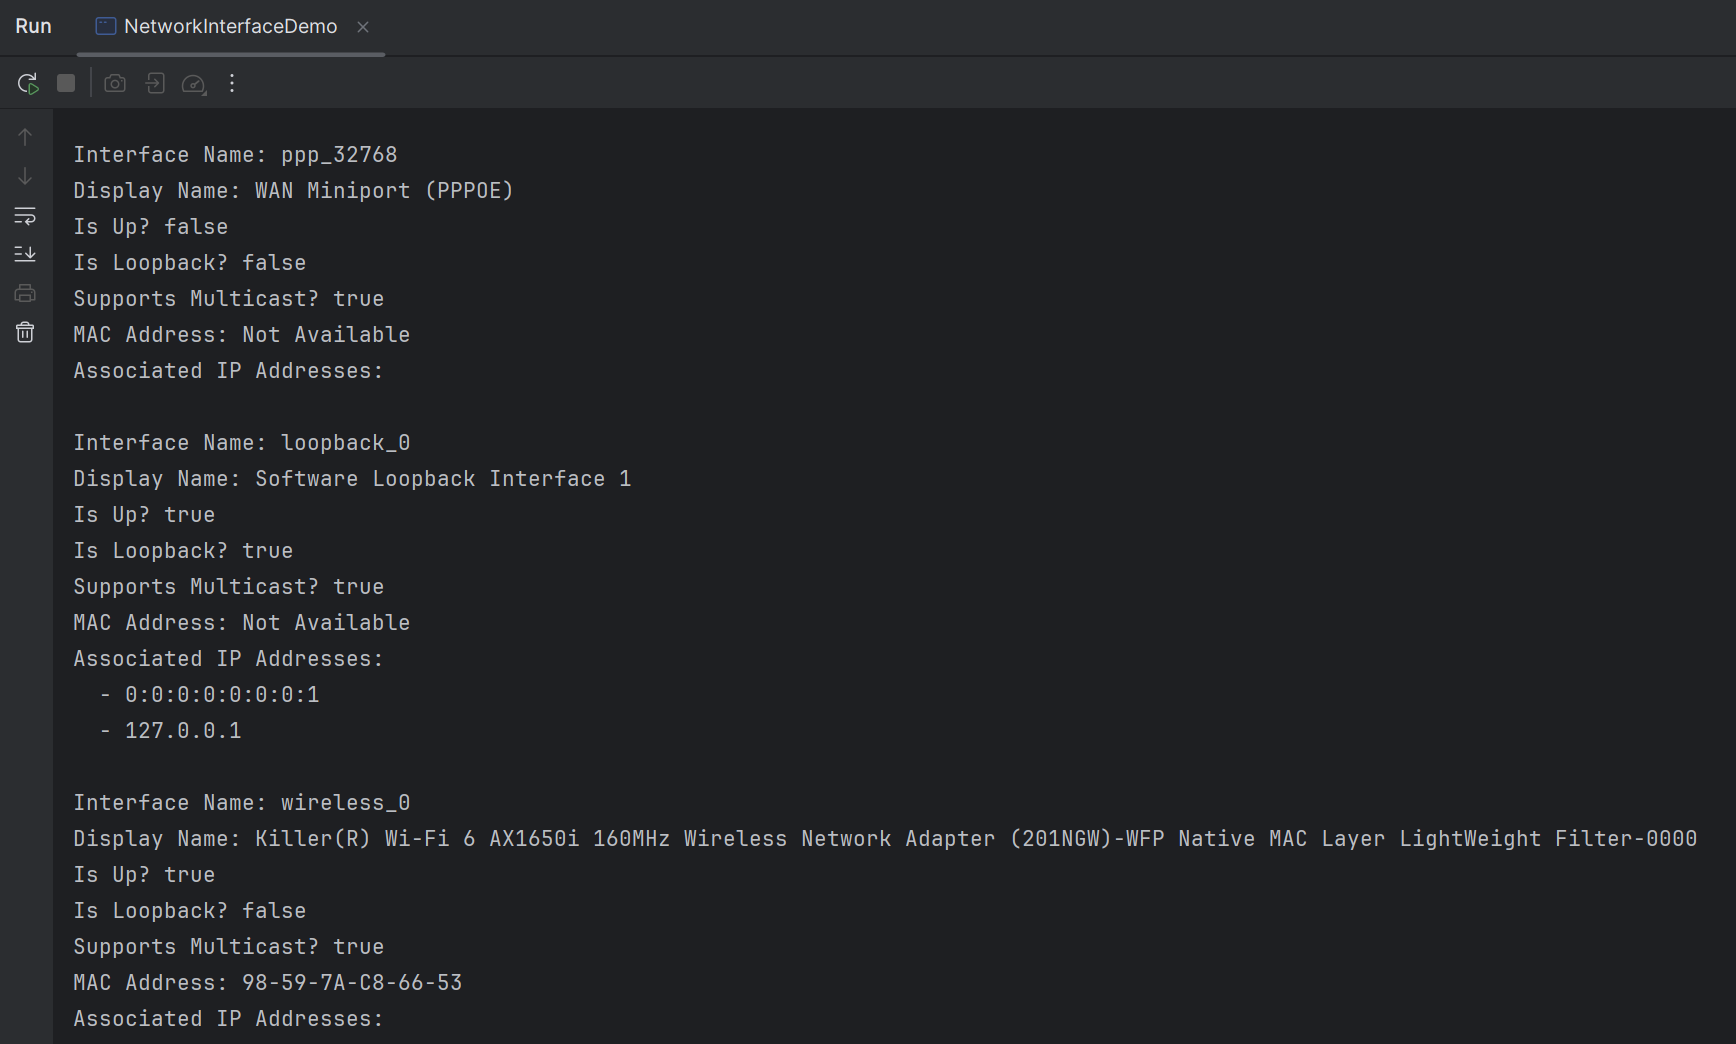 Run
NetworkInterfaceDemo
Interface Name: ppp_32768
Display Name: WAN Miniport (PPPOE)
Is Up? false
Is Loopback? false
Supports Multicast? true
MAC Address: Not Available
Associated IP Addresses:
Interface Name: loopback_0
Display Name: Software Loopback Interface 1
Is Up? true
Is Loopback? true
Supports Multicast? true
MAC Address: Not Available
Associated IP Addresses:
- 0:0:0:0:0:0:0:1
- 127.0.0.1
Interface Name: wireless_0
Display Name: Killer(R) Wi-Fi 6 AX1650i 160MHz Wireless Network Adapter (201NGW)-WFP Native MAC Layer LightWeight Filter-0000
Is Up? true
Is Loopback? false
Supports Multicast? true
MAC Address: 98-59-7A-C8-66-53
Associated IP Addresses: